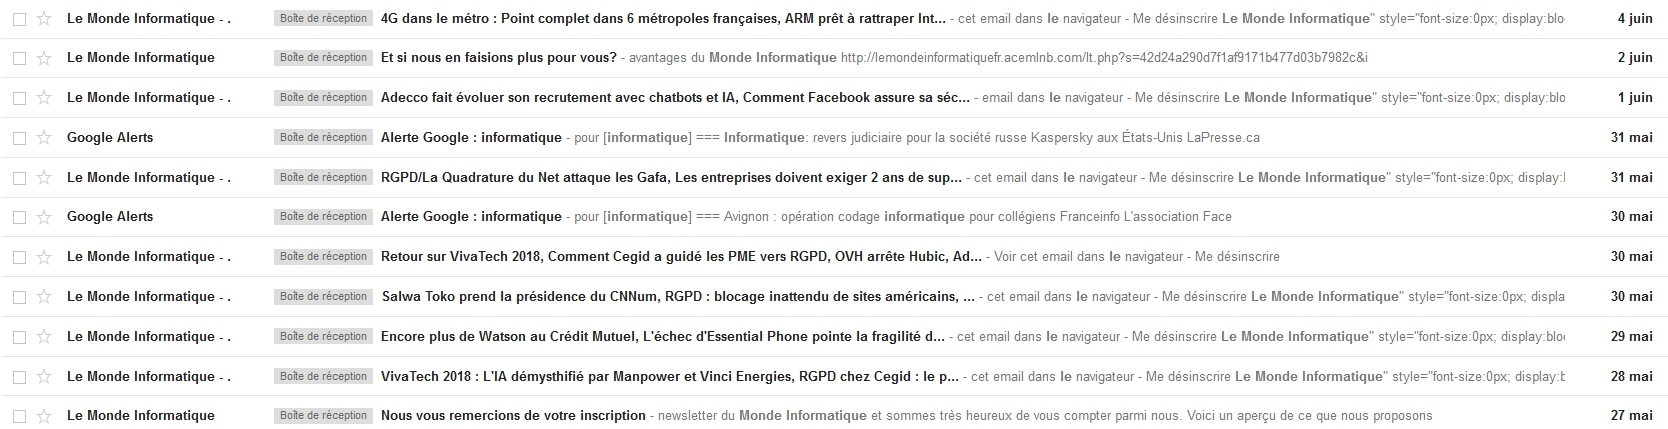 Le Monde Informatique - . Boîte de réception 4G dans le métro : Point complet dans 6 métropoles françaises, ARM prêt à rattraper Int... - cet email dans le navigateur - Me désinscrire Le Monde Informatique" style="font-size:0px; display:blo 4 juin
Le Monde Informatique Boîte de réception Et si nous en faisions plus pour vous? - avantages du Monde Informatique http://lemondeinformatiquefr.acemlnb.com/lt.php?s=42d24a290d7f1af9171b477d03b7982c&i 2 juin
Le Monde Informatique - . Boîte de réception Adecco fait évoluer son recrutement avec chatbots et IA, Comment Facebook assure sa séc... - email dans le navigateur - Me désinscrire Le Monde Informatique" style="font-size:0px; display:blo 1 juin
Google Alerts Boîte de réception Alerte Google : informatique - pour [informatique] === Informatique: revers judiciaire pour la société russe Kaspersky aux États-Unis LaPresse.ca 31 mai
Le Monde Informatique - . Boîte de réception RGPD/La Quadrature du Net attaque les Gafa, Les entreprises doivent exiger 2 ans de sup... - cet email dans le navigateur - Me désinscrire Le Monde Informatique" style="font-size:0px; display: 31 mai
Google Alerts Boîte de réception Alerte Google : informatique - pour [informatique] === Avignon : opération codage informatique pour collégiens Franceinfo L'association Face 30 mai
Le Monde Informatique - . Boîte de réception Retour sur VivaTech 2018, Comment Cegid a guidé les PME vers RGPD, OVH arrête Hubic, Ad... - Voir cet email dans le navigateur - Me désinscrire 30 mai
Le Monde Informatique - . Boîte de réception Salwa Toko prend la présidence du CNNum, RGPD : blocage inattendu de sites américains, ... - cet email dans le navigateur - Me désinscrire Le Monde Informatique" style="font-size:0px; displa 30 mai
Le Monde Informatique - . Boîte de réception Encore plus de Watson au Crédit Mutuel, L'échec d'Essential Phone pointe la fragilité d... - cet email dans le navigateur - Me désinscrire Le Monde Informatique" style="font-size:0px; display:blo 29 mai
Le Monde Informatique - . Boîte de réception VivaTech 2018 : L'IA démysthifié par Manpower et Vinci Energies, RGPD chez Cegid : le p... - cet email dans le navigateur - Me désinscrire Le Monde Informatique" style="font-size:0px; display:b 28 mai
Le Monde Informatique Boîte de réception Nous vous remercions de votre inscription - newsletter du Monde Informatique et sommes très heureux de vous compter parmi nous. Voici un aperçu de ce que nous proposons 27 mai